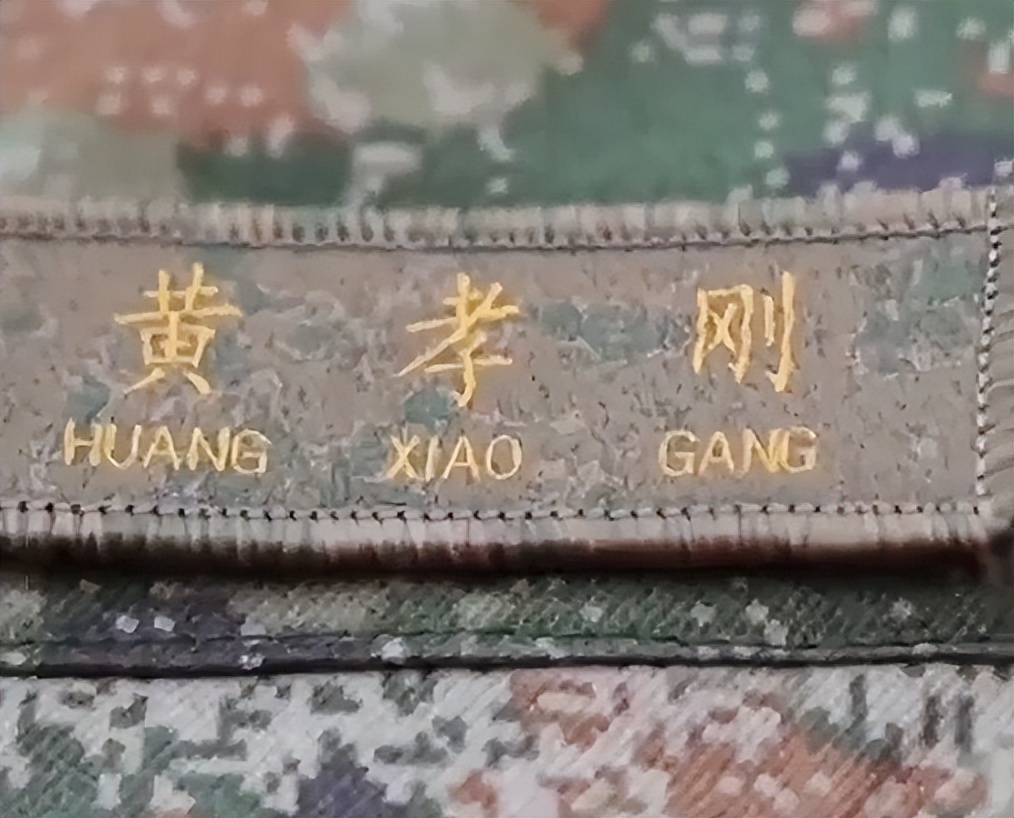 黄 孝 刚
HUANG XIAO GANG